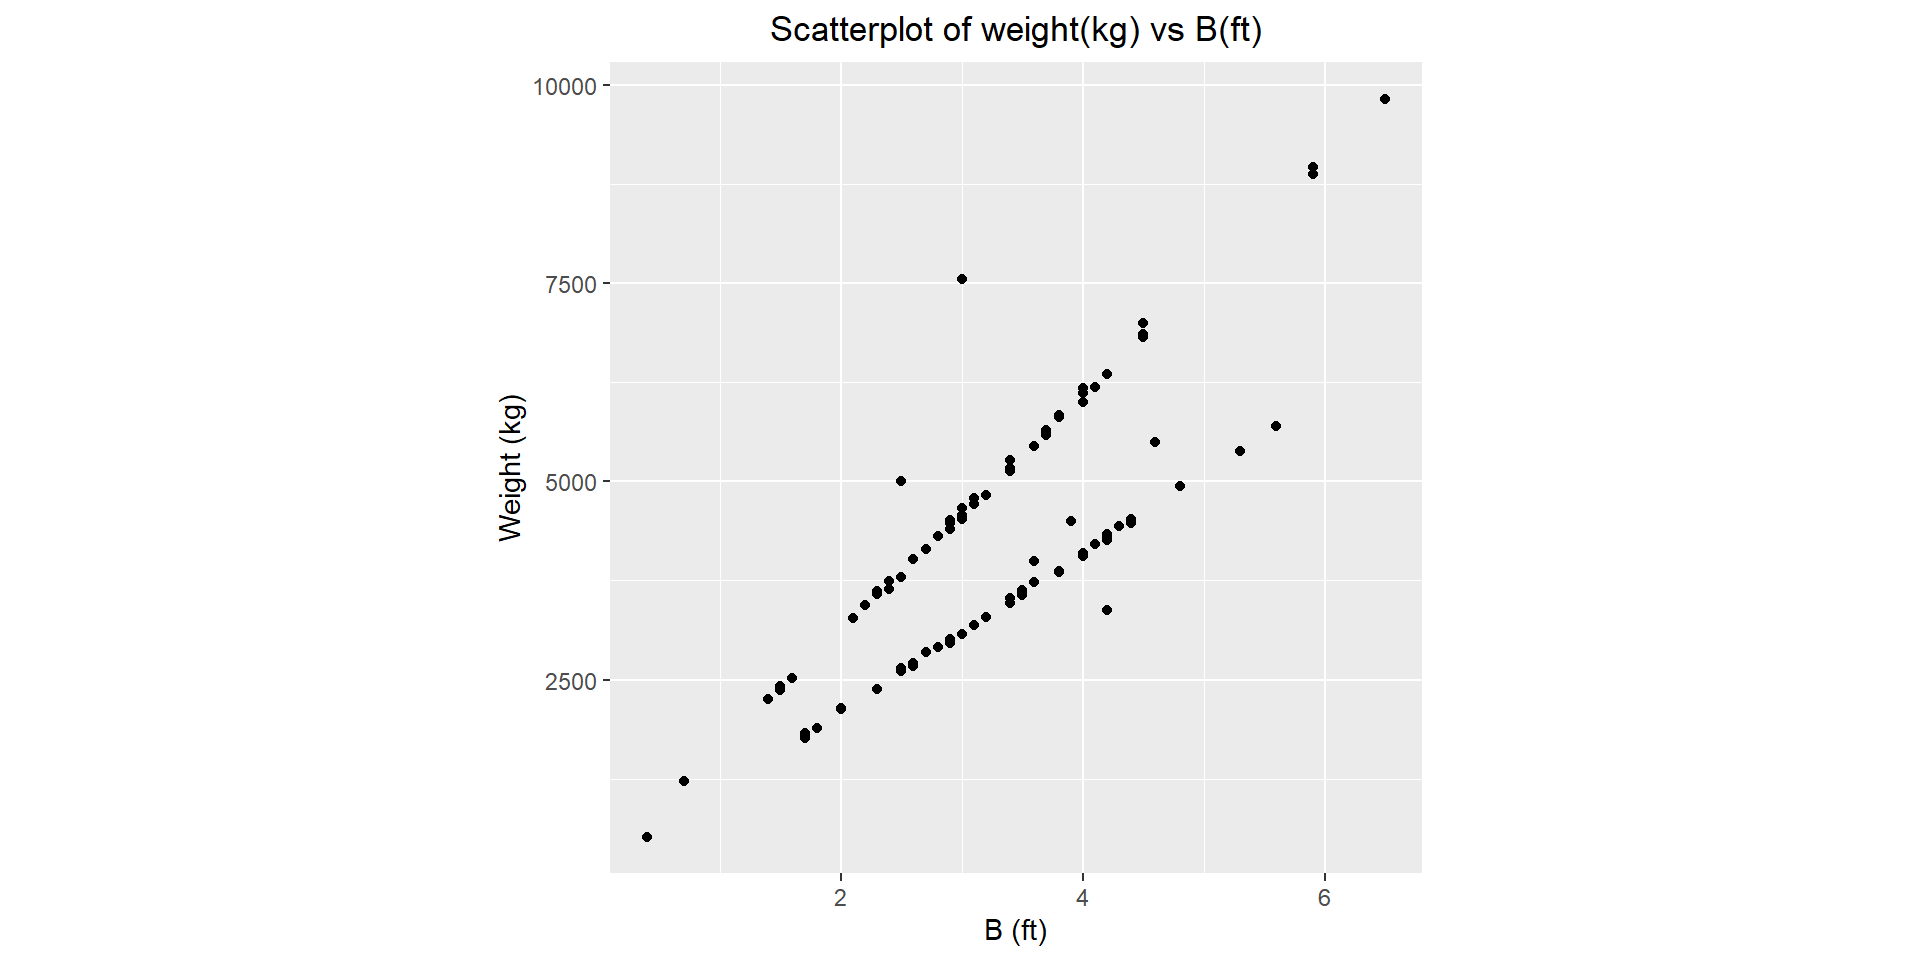 Scatterplot of weight(kg) vs B(ft)
10000
7500
5000
2500
Weight (kg)
2 4 6
B (ft)